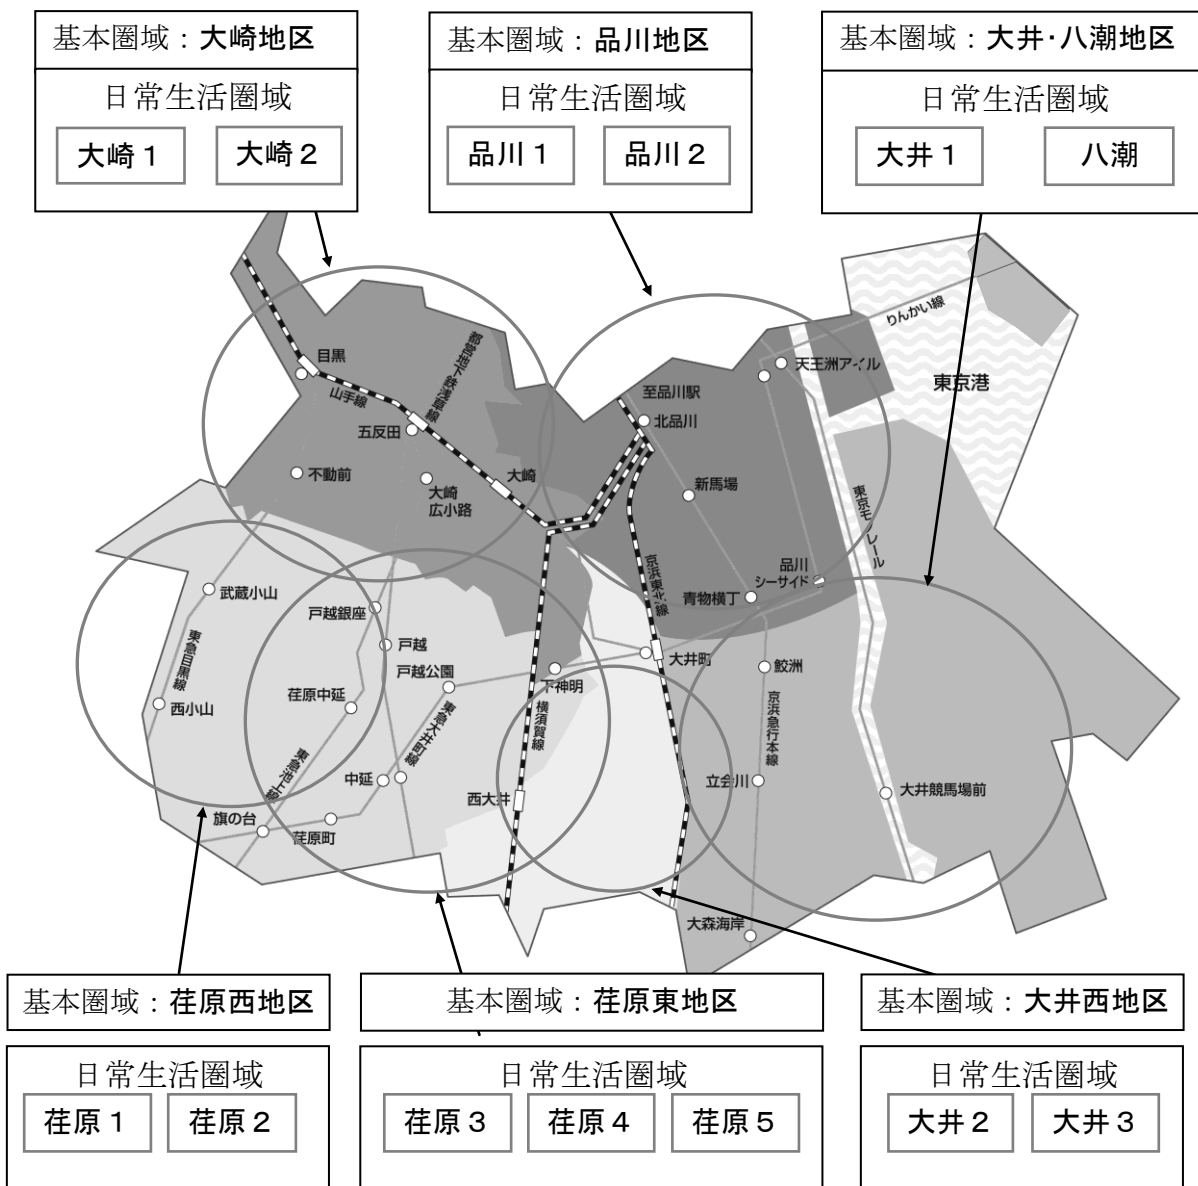 基本圏域：大崎地区
日常生活圏域
大崎１
大崎２
基本圏域：品川地区
日常生活圏域
品川１
品川２
基本圏域：大井・八潮地区
日常生活圏域
大井１
八潮
りんかい線
天王洲アイル
東京港
目黒
山手線
都営地下鉄浅草線
至品川駅
北品川
五反田
不動前
大崎
大崎
広小路
新馬場
東京モノレール
品川
シーサイド
京浜東北線
青物横丁
武蔵小山
戸越銀座
戸越
戸越公園
大井町
鮫洲
下神明
東急目黒線
西小山
荏原中延
東急大井町線
横須賀線
京浜急行本線
東急池上線
中延
西大井
立会川
大井競馬場前
旗の台
荏原町
大森海岸
基本圏域：荏原西地区
日常生活圏域
荏原１
荏原２
基本圏域：荏原東地区
日常生活圏域
荏原３
荏原４
荏原５
基本圏域：大井西地区
日常生活圏域
大井２
大井３